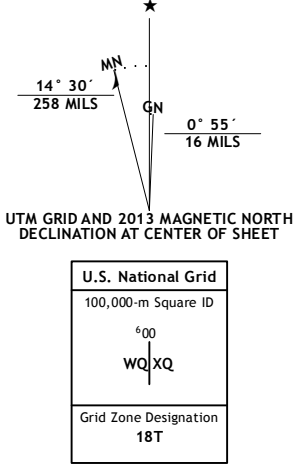 ★
MN
14° 30´
258 MILS
GN
0° 55´
16 MILS
UTM GRID AND 2013 MAGNETIC NORTH
DECLINATION AT CENTER OF SHEET
U.S. National Grid
100,000-m Square ID
⁶00
WQ XQ
Grid Zone Designation
18T